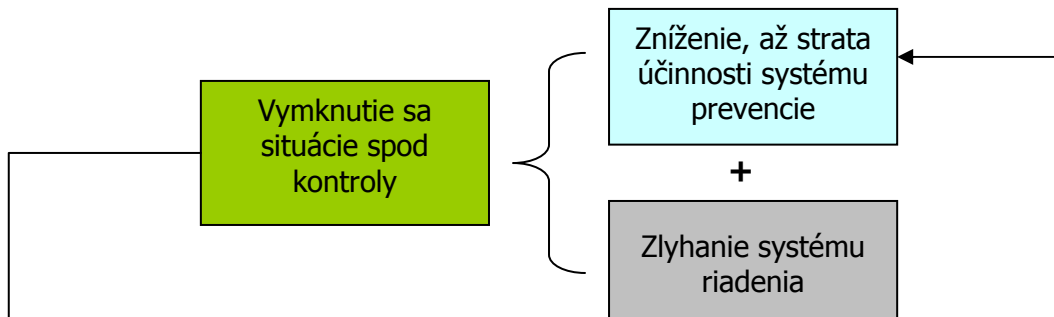 Vymknutie sa
situácie spod
kontroly
Zníženie, až strata
účinnosti systému
prevencie
+
Zlyhanie systému
riadenia